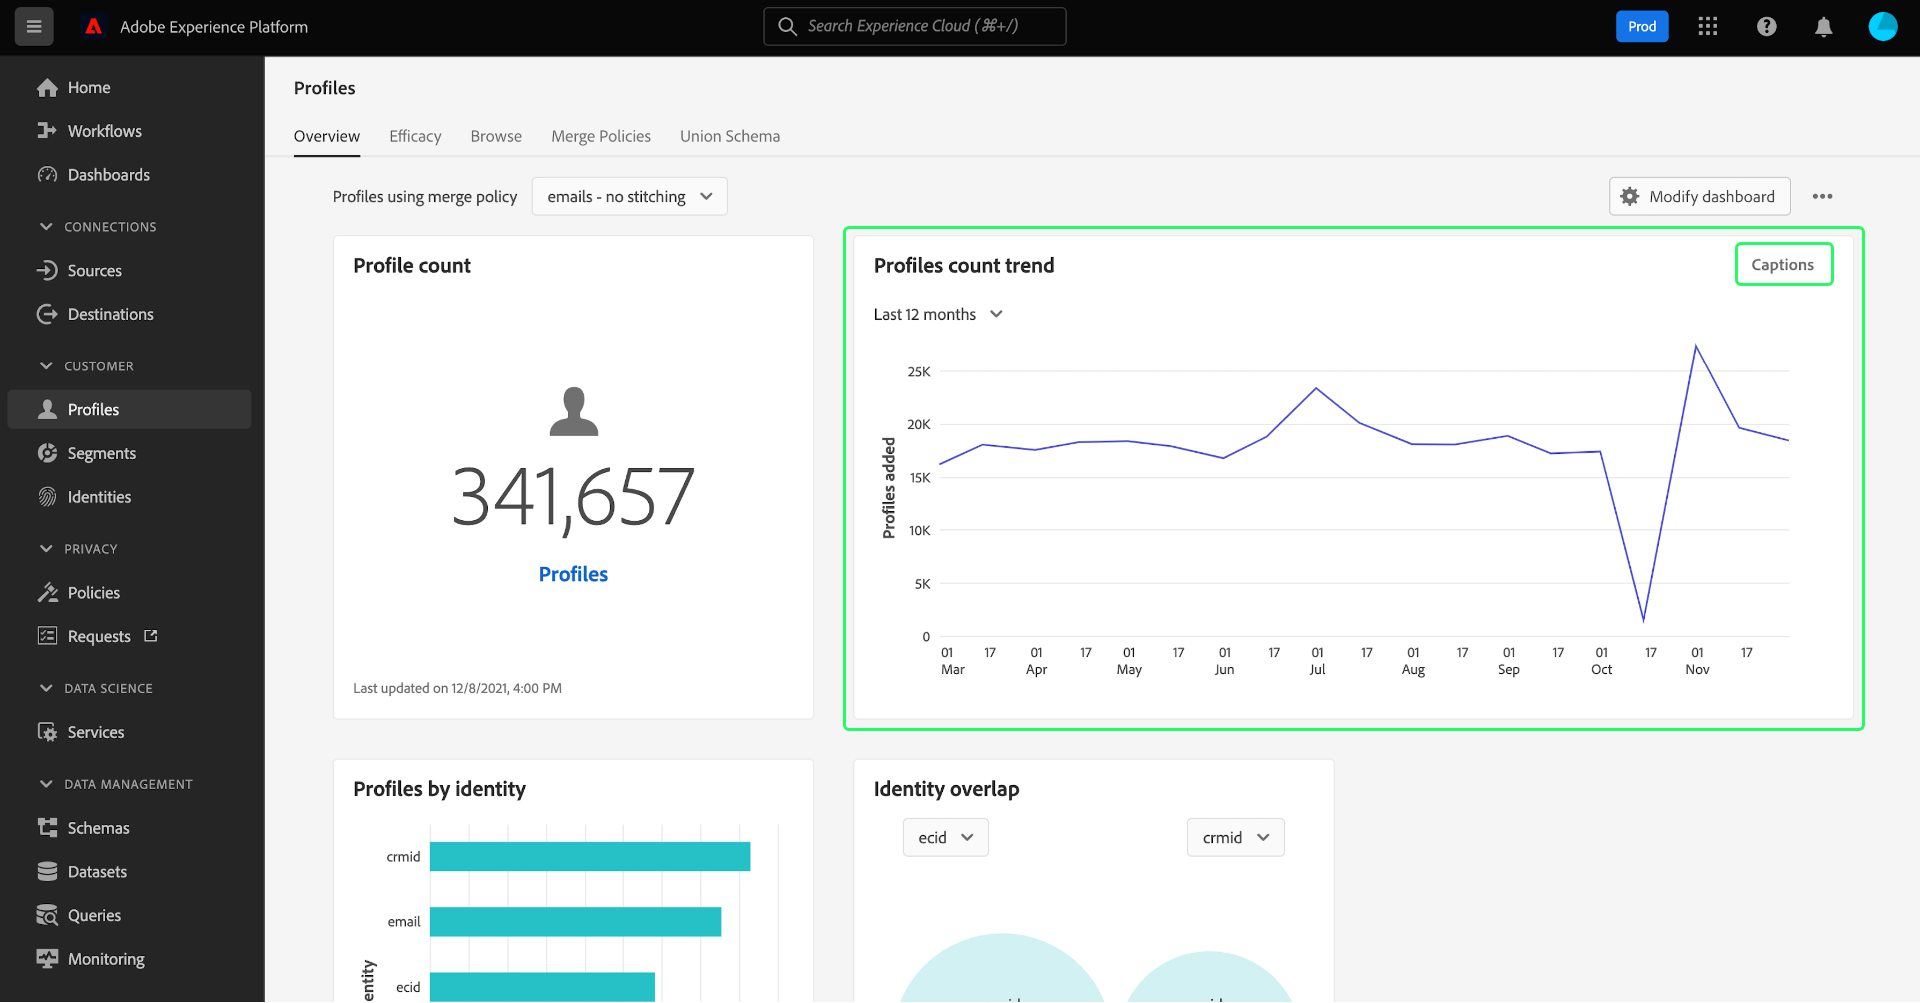 Adobe Experience Platform
Search Experience Cloud (⌘+/)
Prod
Home
Workflows
Dashboards
CONNECTIONS
Sources
Destinations
CUSTOMER
Profiles
Segments
Identities
PRIVACY
Policies
Requests
DATA SCIENCE
Services
DATA MANAGEMENT
Schemas
Datasets
Queries
Monitoring
Profiles
Overview Efficacy Browse Merge Policies Union Schema
Profiles using merge policy emails - no stitching
Modify dashboard
Profile count
341,657
Profiles
Last updated on 12/8/2021, 4:00 PM
Profiles count trend
Captions
Last 12 months
Profiles added
25K
20K
15K
10K
5K
0
01 17 01 17 01 17 01 17 01 17 01 17 01 17 01 17 01 17
Mar Apr May Jun Jul Aug Sep Oct Nov
Profiles by identity
crmid
email
ecid
Identity overlap
ecid
crmid